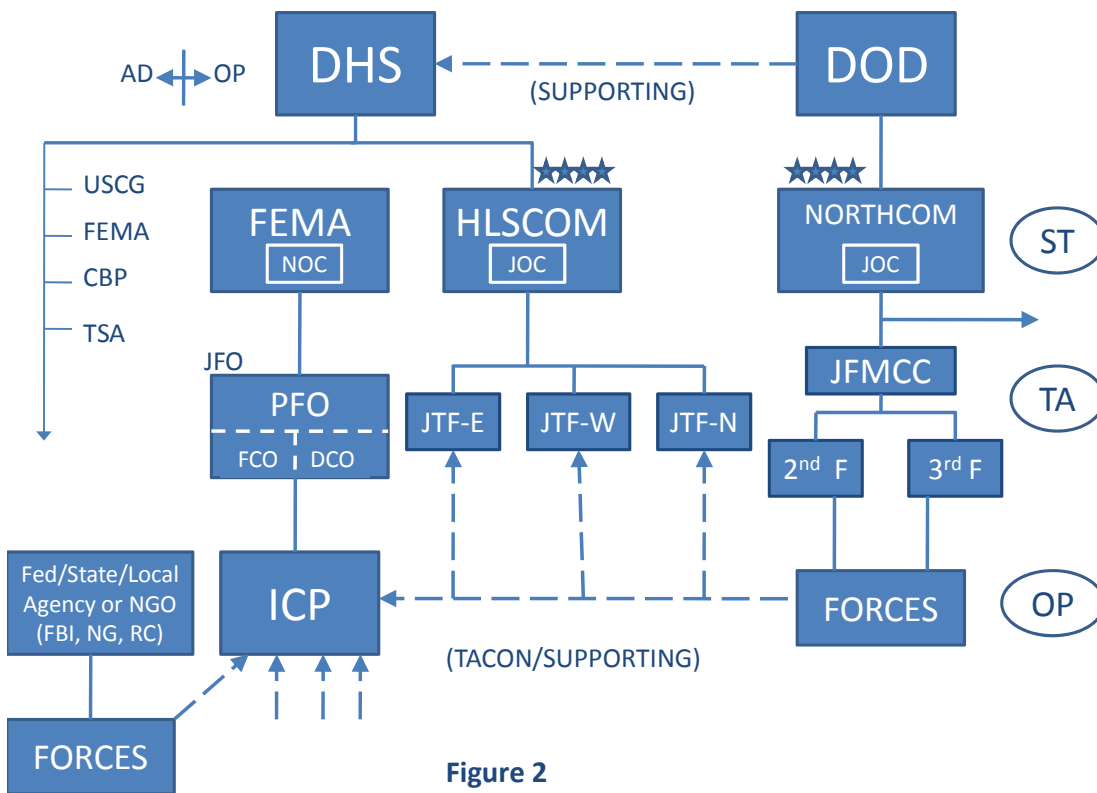 DHS
DOD
AD
OP
(SUPPORTING)
USCG
FEMA
CBP
TSA
FEMA
NOC
HLSCOM
JOC
NORTHCOM
JOC
ST
JFO
PFO
FCO
DCO
JTF-E
JTF-W
JTF-N
JFMCC
TA
2nd F
3rd F
Fed/State/Local
Agency or NGO
(FBI, NG, RC)
ICP
FORCES
OP
(TACON/SUPPORTING)
FORCES
Figure 2